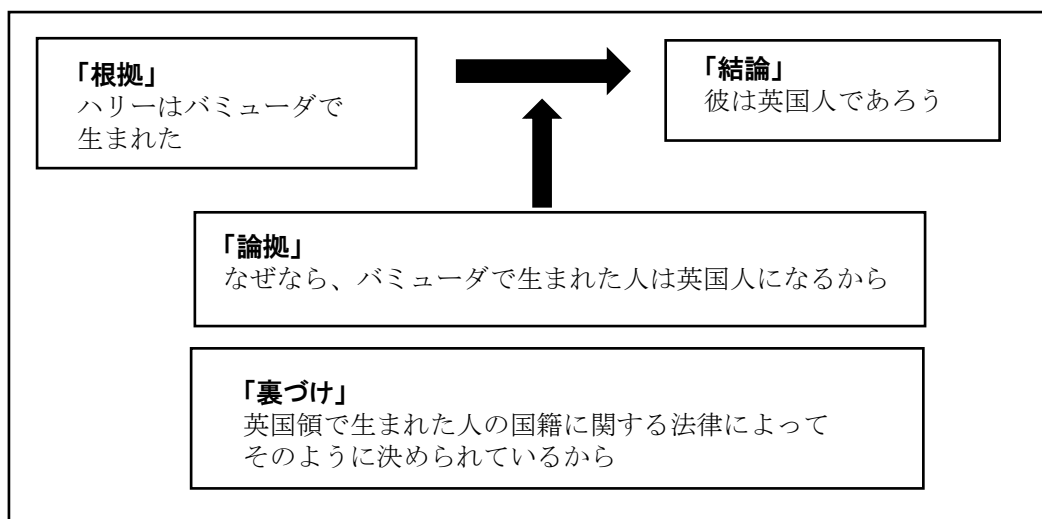 「根拠」
ハリーはバミューダで
生まれた
「結論」
彼は英国人であろう
「論拠」
なぜなら、バミューダで生まれた人は英国人になるから
「裏づけ」
英国領で生まれた人の国籍に関する法律によって
そのように決められているから